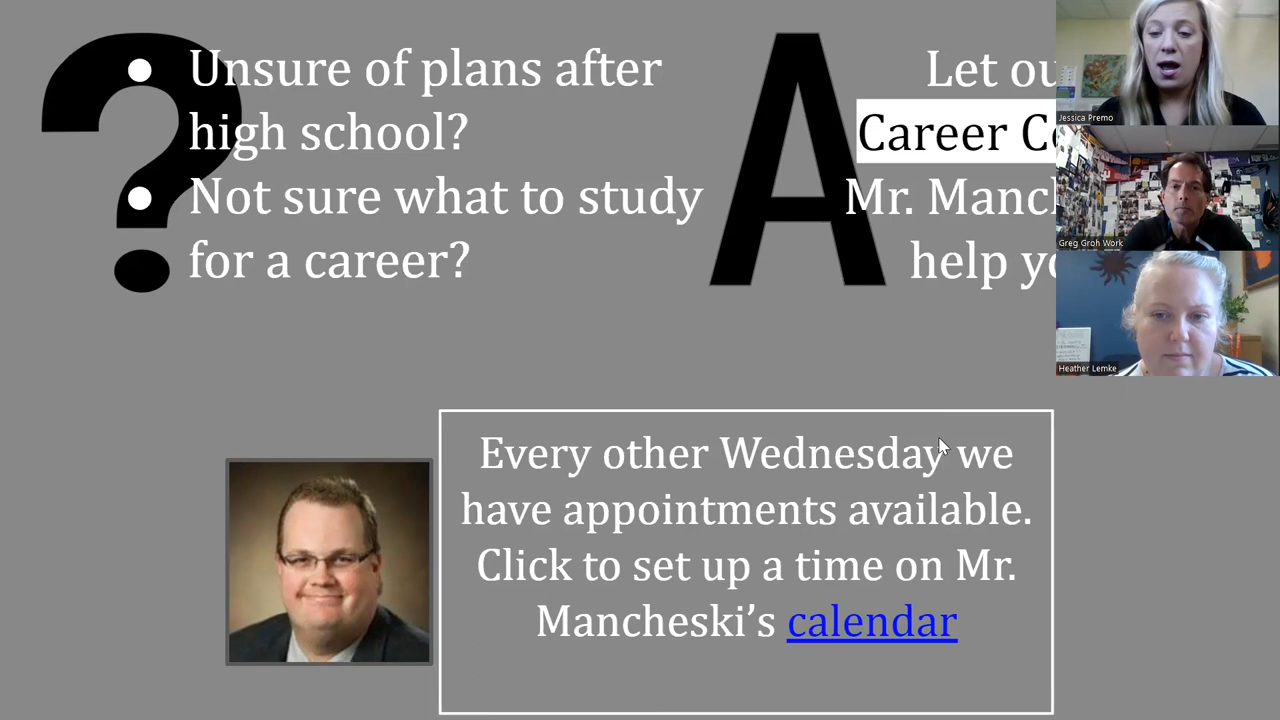 ?
Unsure of plans after
high school?
Not sure what to study
for a career?
A
Let
Career
Mr.
help
Every other Wednesday we
have appointments available.
Click to set up a time on Mr.
Mancheski's calendar
Jessica Premo
Greg Groh Work
Heather Lemke